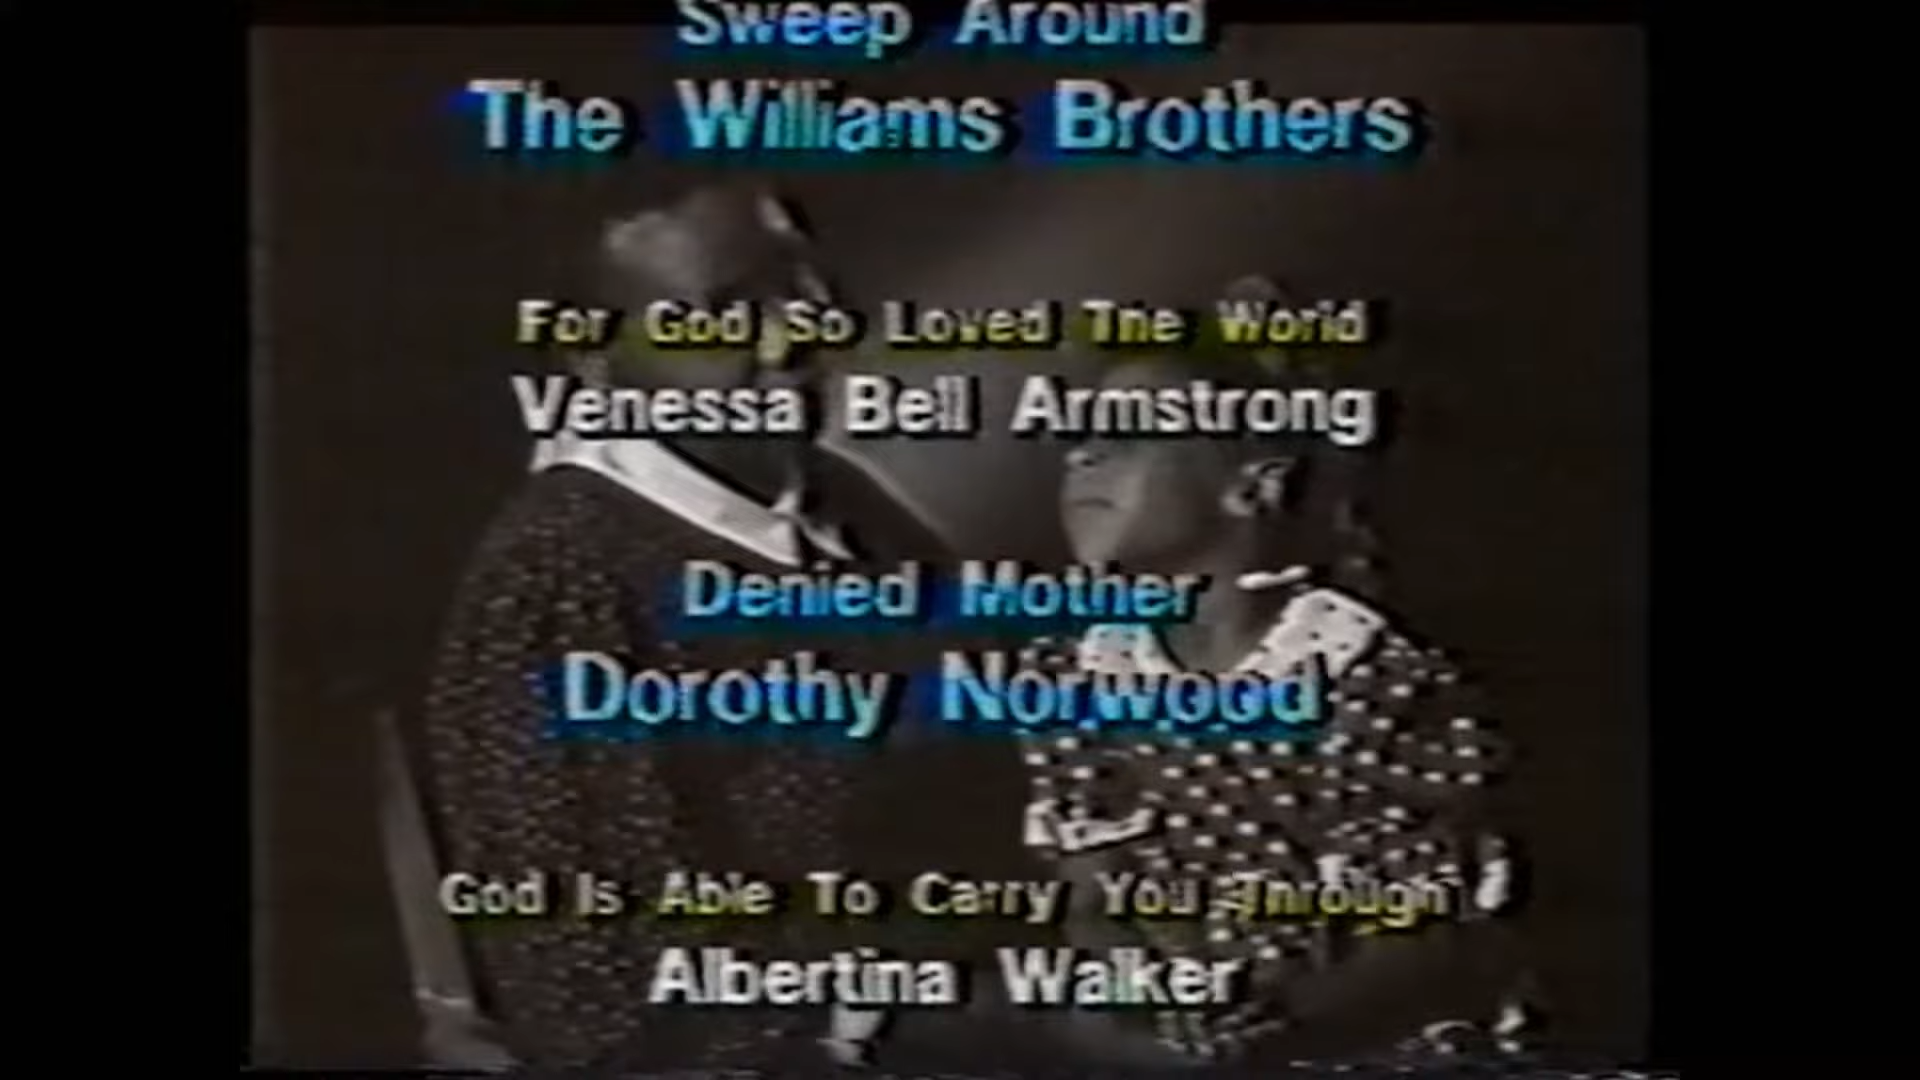 Sweep Around
The Williams Brothers
For God So Loved The World
Venessa Bell Armstrong
Denied Mother
Dorothy Norwood
God Is Able To Carry You Through
Albertina Walker